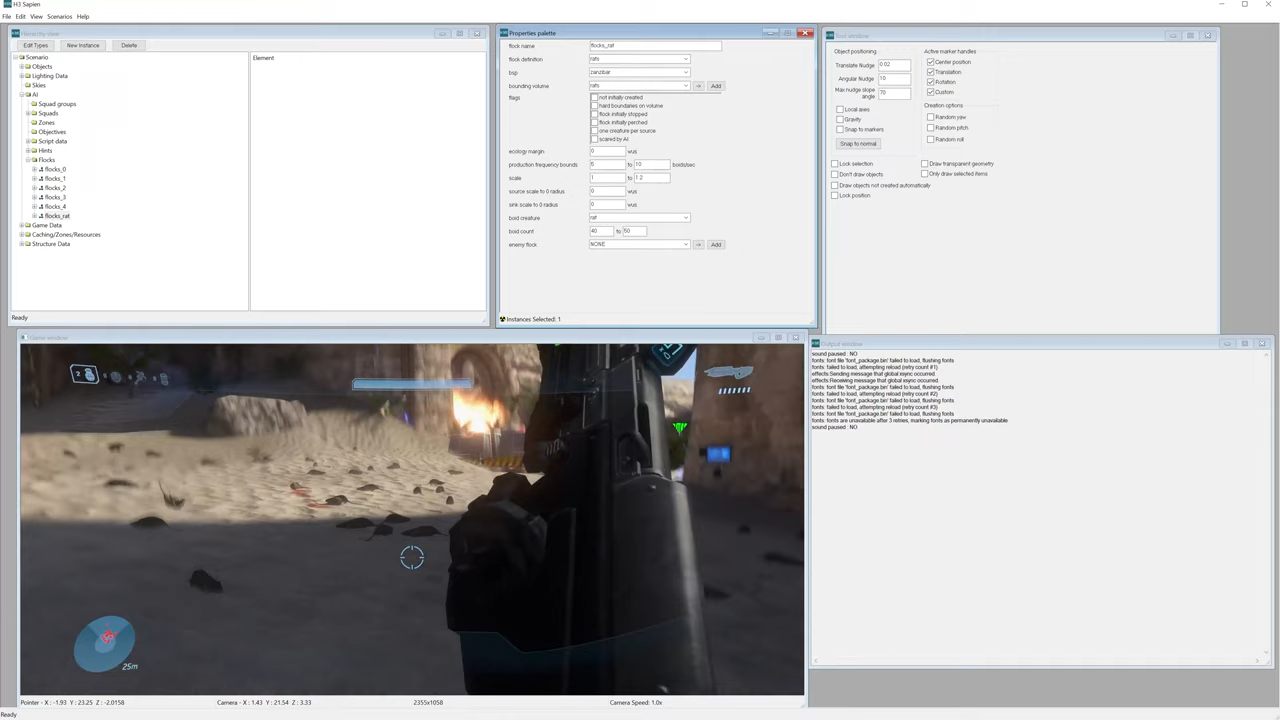 H3 Sapien
File Edit View Scenarios Help
Hierarchy view
Edit Types New Instance Delete
Scenario
Objects
Lighting Data
Skies
AI
Squad groups
Squads
Zones
Objectives
Script data
Hints
Flocks
flocks_0
flocks_1
flocks_2
flocks_3
flocks_4
flocks_rat
Game Data
Caching/Zones/Resources
Structure Data
Element
Ready
Properties palette
flock name flocks_rat
flock definition rats
bsp zanzibar
bounding volume rats -> Add
flags not initially created
hard boundaries on volume
flock initially stopped
flock initially perched
one creature per source
scared by AI
ecology margin: 0 wus
production frequency bounds 6 to 10 boids/sec
scale 1 to 1.2
source scale to 0 radius 0 wus
sink scale to 0 radius 0 wus
boid creature rat
boid count 40 to 50
enemy flock NONE -> Add
Instances Selected: 1
Tool window
Object positioning
Translate Nudge 0.02
Angular Nudge 10
Max nudge slope angle 70
Local axes
Gravity
Snap to markers
Snap to normal
Active marker handles
Center position
Translation
Rotation
Custom
Creation options
Random yaw
Random pitch
Random roll
Lock selection
Don't draw objects
Draw objects not created automatically
Lock position
Draw transparent geometry
Only draw selected items
Game window
2
25m
Pointer - X : -1.93 Y : 23.25 Z : -2.0158 Camera - X : 1.43 Y : 21.54 Z : 3.33 2355x1058 Camera Speed: 1.0x
Output window
sound paused : NO
fonts: font file 'font_package.bin' failed to load, flushing fonts
fonts: failed to load, attempting reload (retry count #1)
effects:Sending message that global xsync occurred.
effects:Receiving message that global xsync occurred.
fonts: font file 'font_package.bin' failed to load, flushing fonts
fonts: failed to load, attempting reload (retry count #2)
fonts: font file 'font_package.bin' failed to load, flushing fonts
fonts: failed to load, attempting reload (retry count #3)
fonts: font file 'font_package.bin' failed to load, flushing fonts
fonts: fonts are unavailable after 3 retries, marking fonts as permanently unavailable
sound paused : NO
Ready